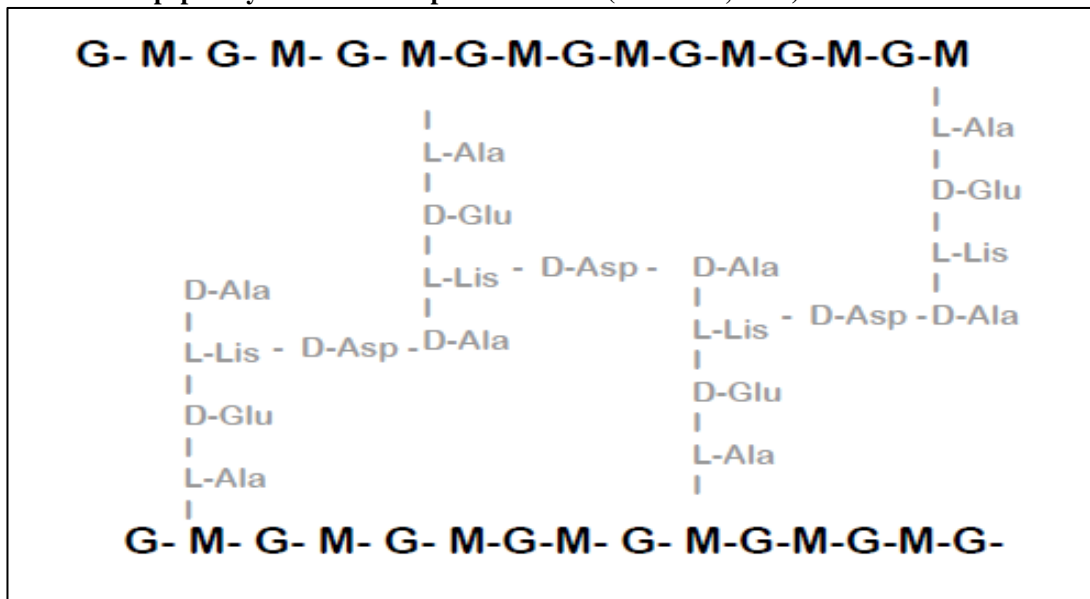 G- M- G- M- G- M-G-M-G-M-G-M-G-M-G-M
I
I
L-Ala
L-Ala
I
I
D-Glu
D-Glu
I
I
L-Lis
L-Lis - D-Asp - D-Ala
I
D-Ala
I
I
L-Lis - D-Asp -D-Ala
I
L-Lis - D-Asp -D-Ala
I
I
D-Glu
D-Glu
I
I
L-Ala
L-Ala
I
I
G- M- G- M- G- M-G-M- G- M-G-M-G-M-G-